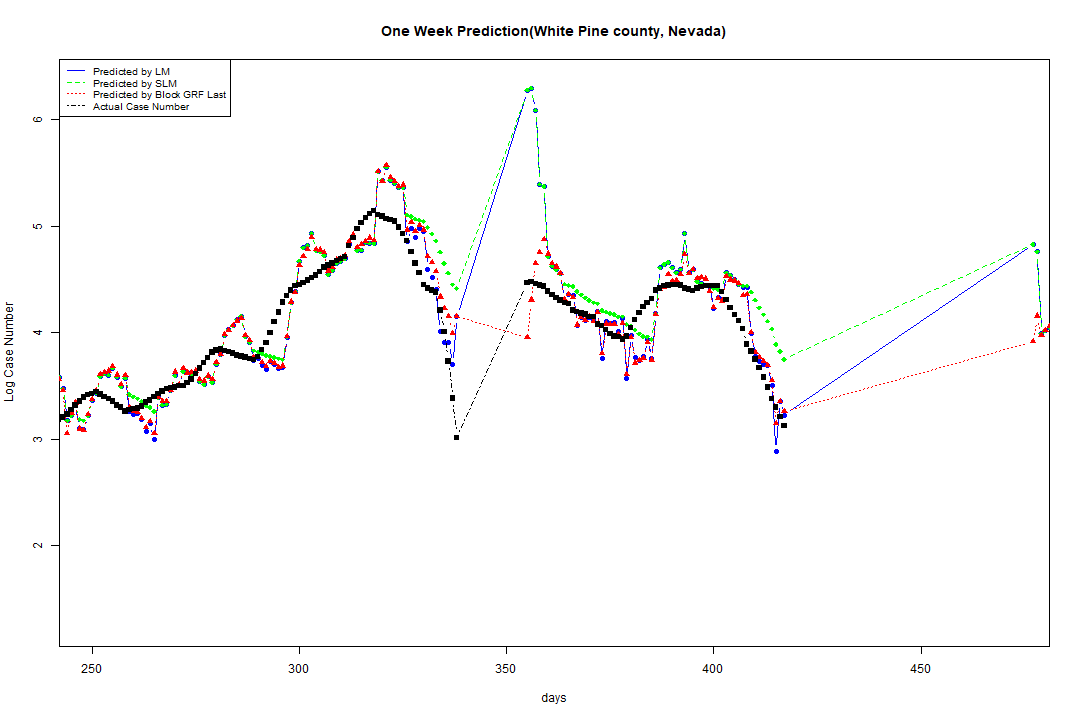 One Week Prediction(White Pine county, Nevada)
Predicted by LM
Predicted by SLM
Predicted by Block GRF Last
Actual Case Number
6
5
4
3
2
Log Case Number
250
300
350
400
450
days